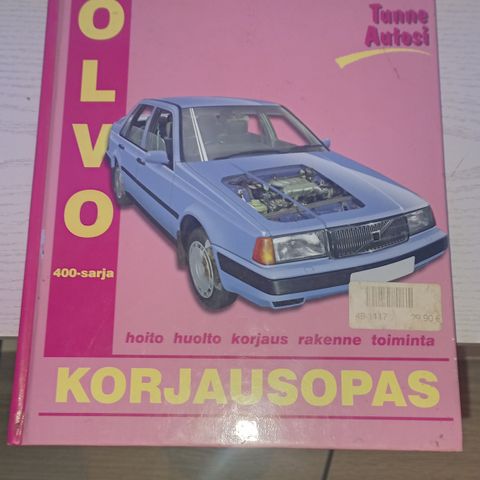 Tunne
Autosi
OLVO
400-sarja
hoito huolto korjaus rakenne toiminta
KORJAUSOPAS